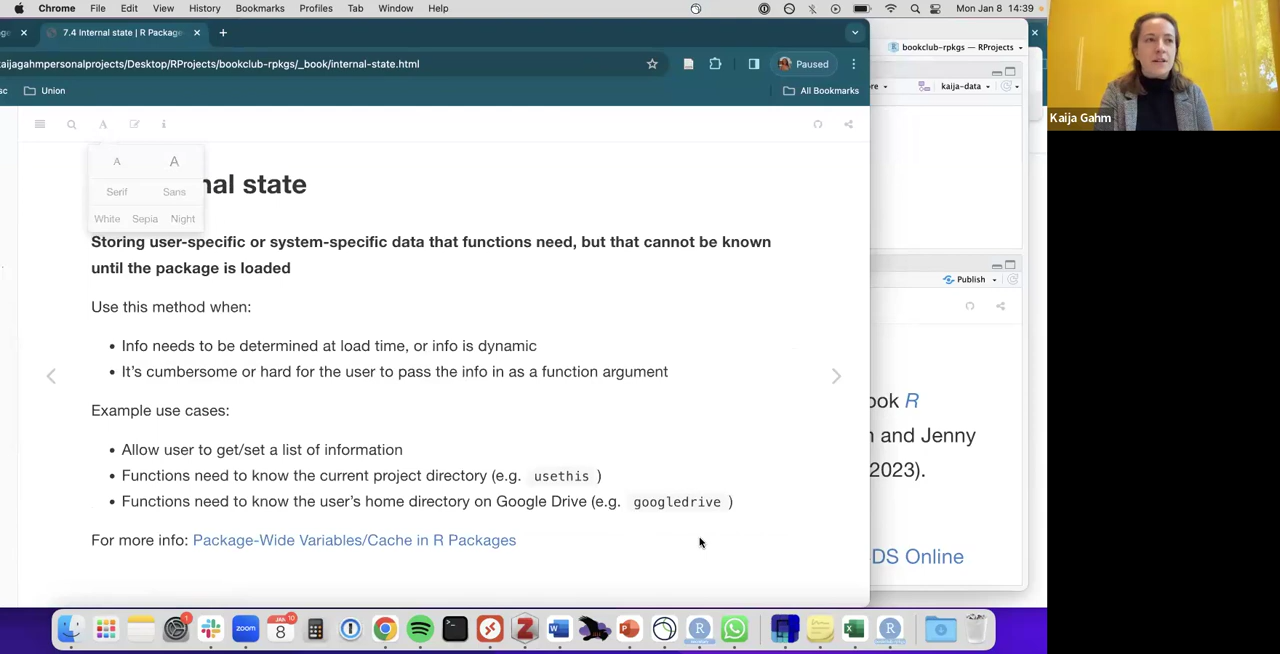 Chrome File Edit View History Bookmarks Profiles Tab Window Help Mon Jan 8 14:39
7.4 Internal state | R Package
bookclub-rpkgs — RProjects
aijagahmpersonalprojects/Desktop/RProjects/bookclub-rpkgs/_book/internal-state.html
Paused
kaija-data
Union
All Bookmarks
Kaija Gahm
A
A A
Serif Sans
White Sepia Night
nal state
Storing user-specific or system-specific data that functions need, but that cannot be known
until the package is loaded
Publish
Use this method when:
• Info needs to be determined at load time, or info is dynamic
• It's cumbersome or hard for the user to pass the info in as a function argument
Example use cases:
• Allow user to get/set a list of information
• Functions need to know the current project directory (e.g. usethis )
• Functions need to know the user's home directory on Google Drive (e.g. googledrive )
For more info: Package-Wide Variables/Cache in R Packages
ook R
and Jenny
2023).
DS Online
zoom
JAN
8
10
1